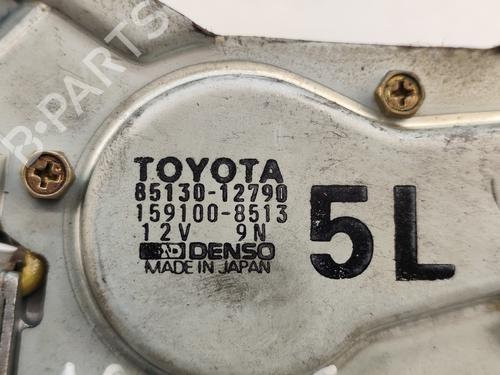 B-PARTS
TOYOTA
85130-12790
159100-8513
12V 9N
DENSO
MADE IN JAPAN
5L